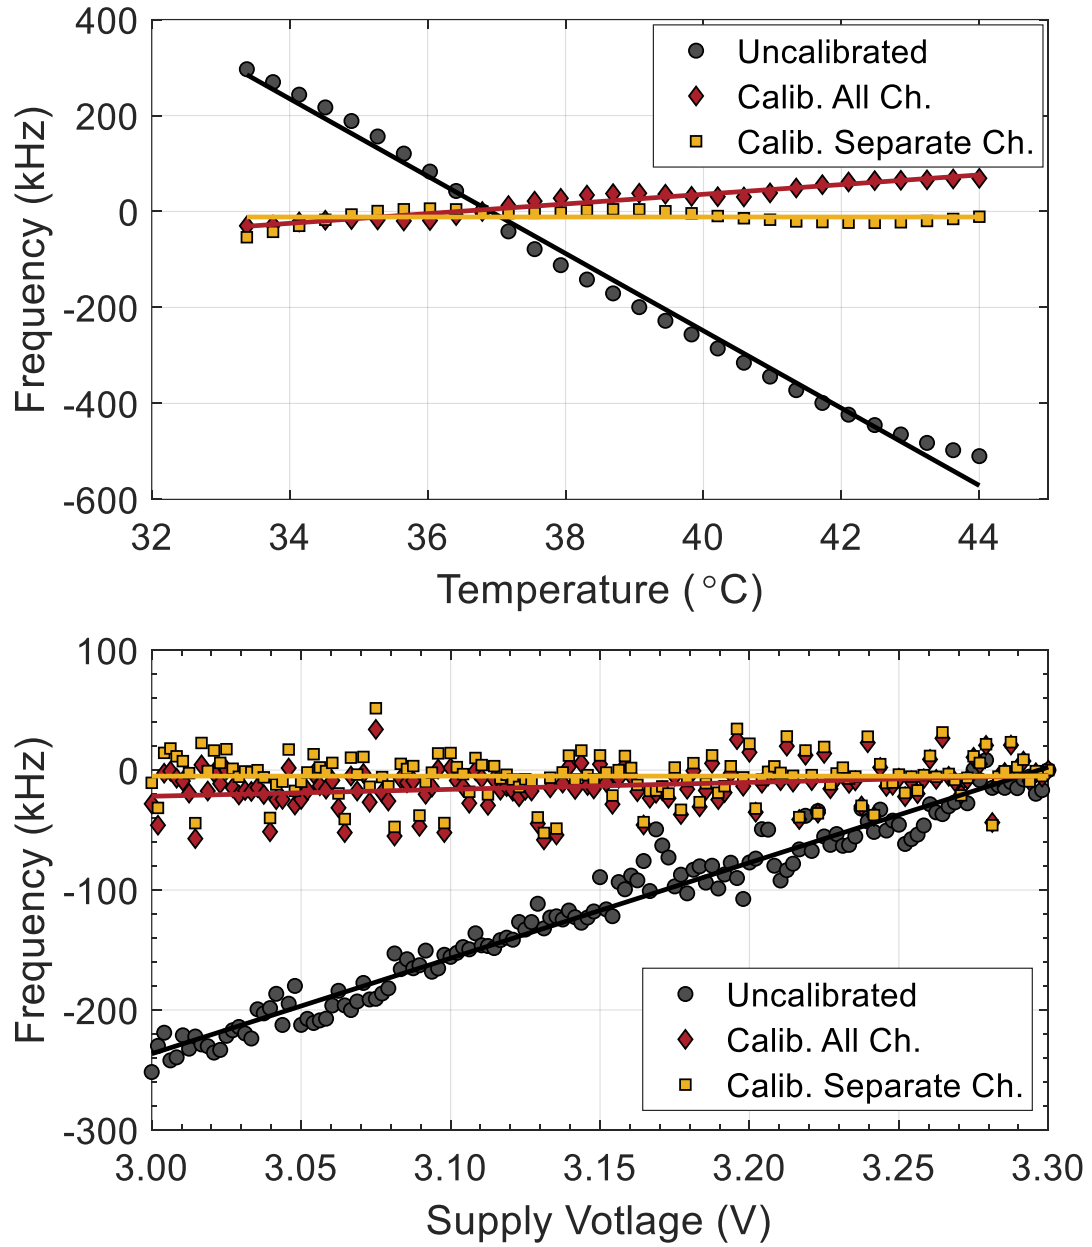 400
200
0
-200
-400
-600
Frequency (kHz)
Uncalibrated
Calib. All Ch.
Calib. Separate Ch.
32 34 36 38 40 42 44
Temperature (°C)
100
0
-100
-200
-300
Frequency (kHz)
Uncalibrated
Calib. All Ch.
Calib. Separate Ch.
3.00 3.05 3.10 3.15 3.20 3.25 3.30
Supply Votlage (V)